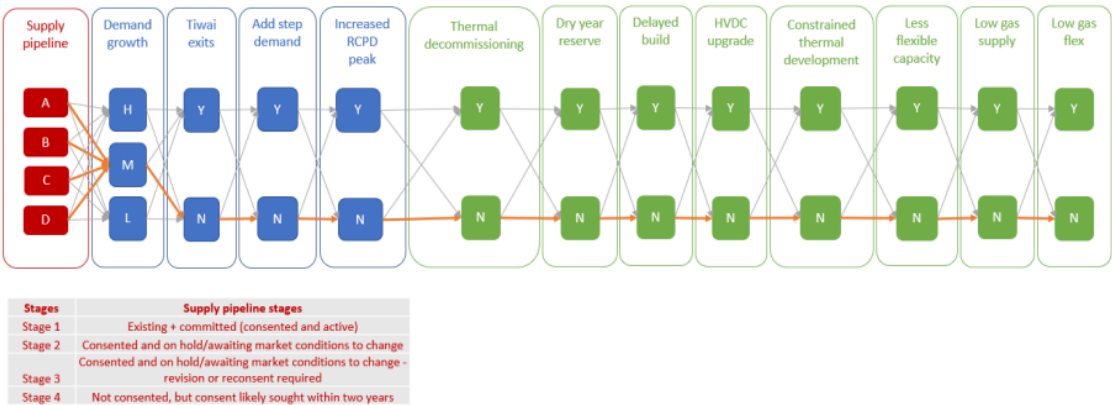 Supply
pipeline
Demand
growth
Tiwai
exits
Add step
demand
Increased
RCPD
peak
Thermal
decommissioning
Dry year
reserve
Delayed
build
HVDC
upgrade
Constrained
thermal
development
Less
flexible
capacity
Low gas
supply
Low gas
flex
A
H
Y
Y
Y
Y
Y
Y
Y
Y
Y
Y
Y
B
M
C
D
L
N
N
N
N
N
N
N
N
N
N
N
Stages Supply pipeline stages
Stage 1 Existing + committed (consented and active)
Stage 2 Consented and on hold/awaiting market conditions to change
Consented and on hold/awaiting market conditions to change -
Stage 3 revision or reconsent required
Stage 4 Not consented, but consent likely sought within two years